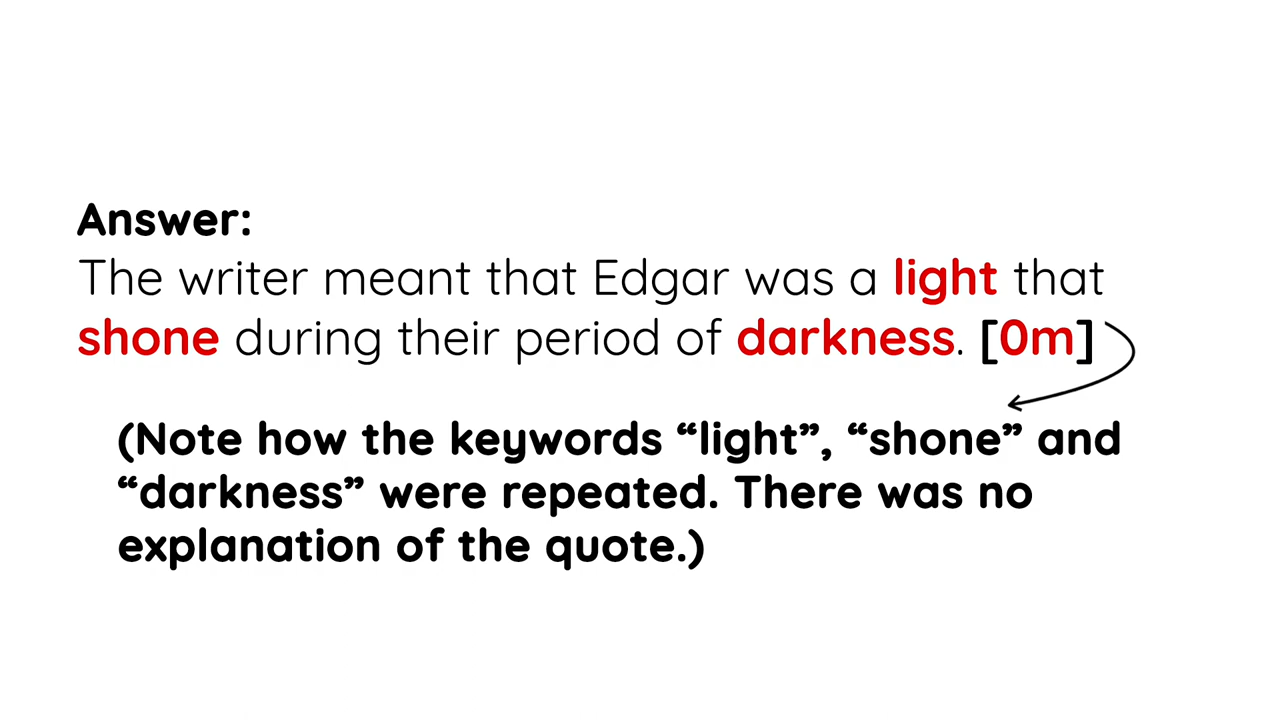 Answer:
The writer meant that Edgar was a light that
shone during their period of darkness. [0m]
(Note how the keywords “light”, “shone” and
“darkness” were repeated. There was no
explanation of the quote.)